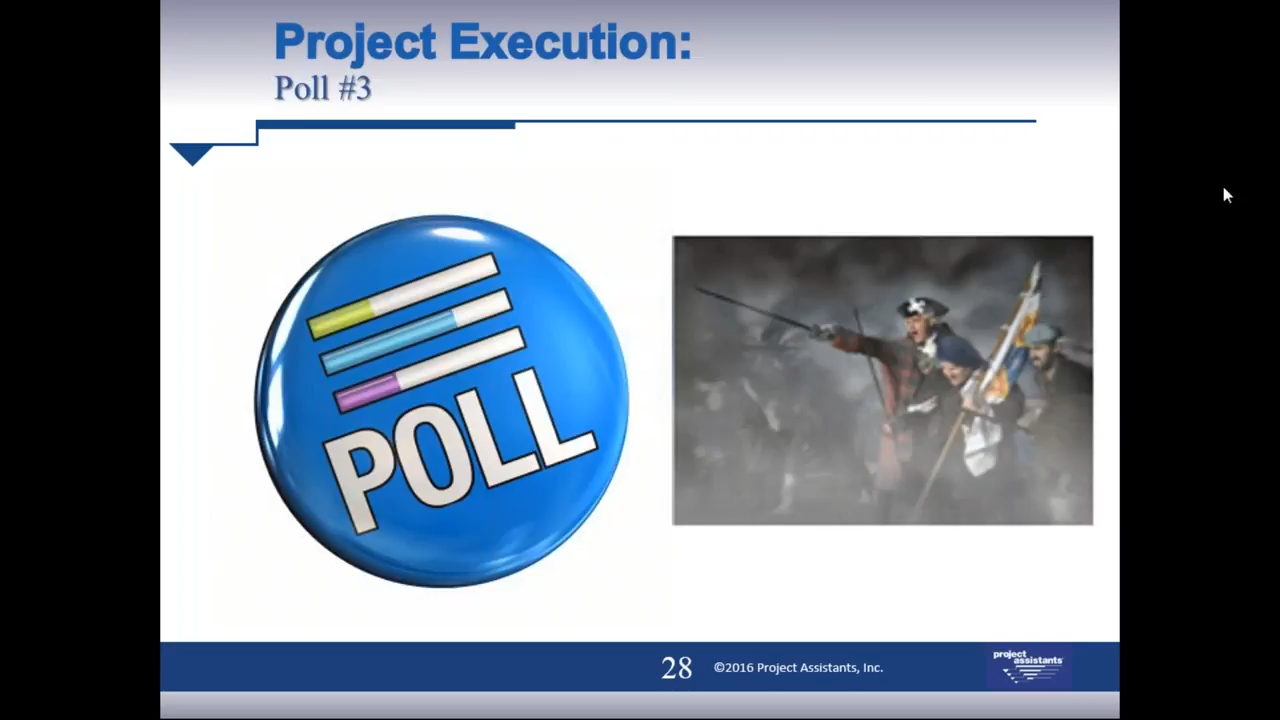 Project Execution:
Poll #3
POLL
28
©2016 Project Assistants, Inc.
project
assistants